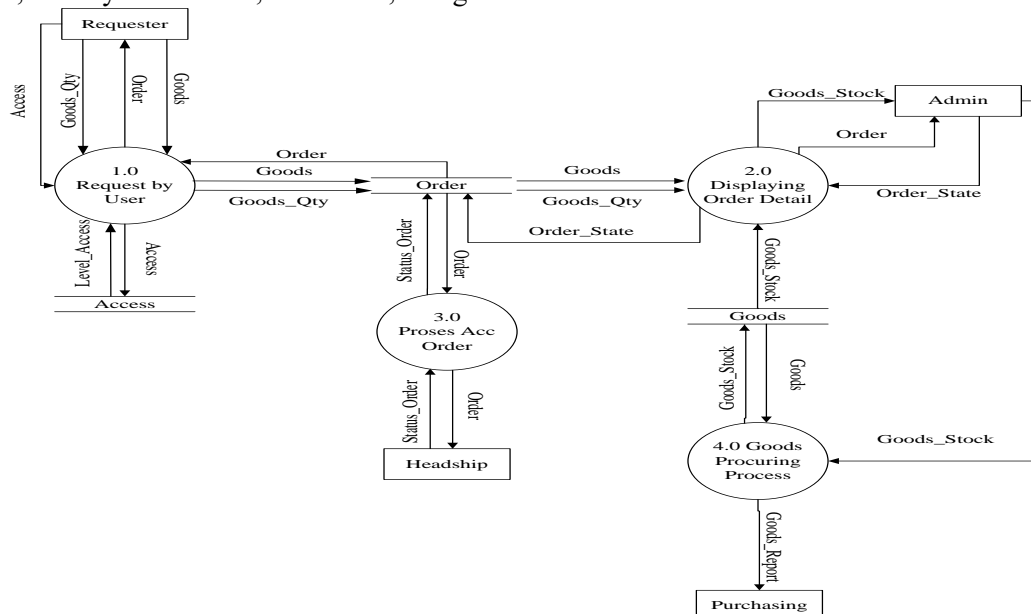 Requester
Access
Goods_Qty
Order
Goods
Goods_Stock
Admin
Order
1.0
Request by
User
Order
Goods
Goods_Qty
Order
Goods
Goods_Qty
2.0
Displaying
Order Detail
Order_State
Order_State
Level_Access
Access
Access
Status_Order
Order
Goods_Stock
3.0
Proses Acc
Order
Goods
Goods_Stock
Goods
Status_Order
Order
Headship
4.0 Goods
Procuring
Process
Goods_Stock
Goods_Report
Purchasing